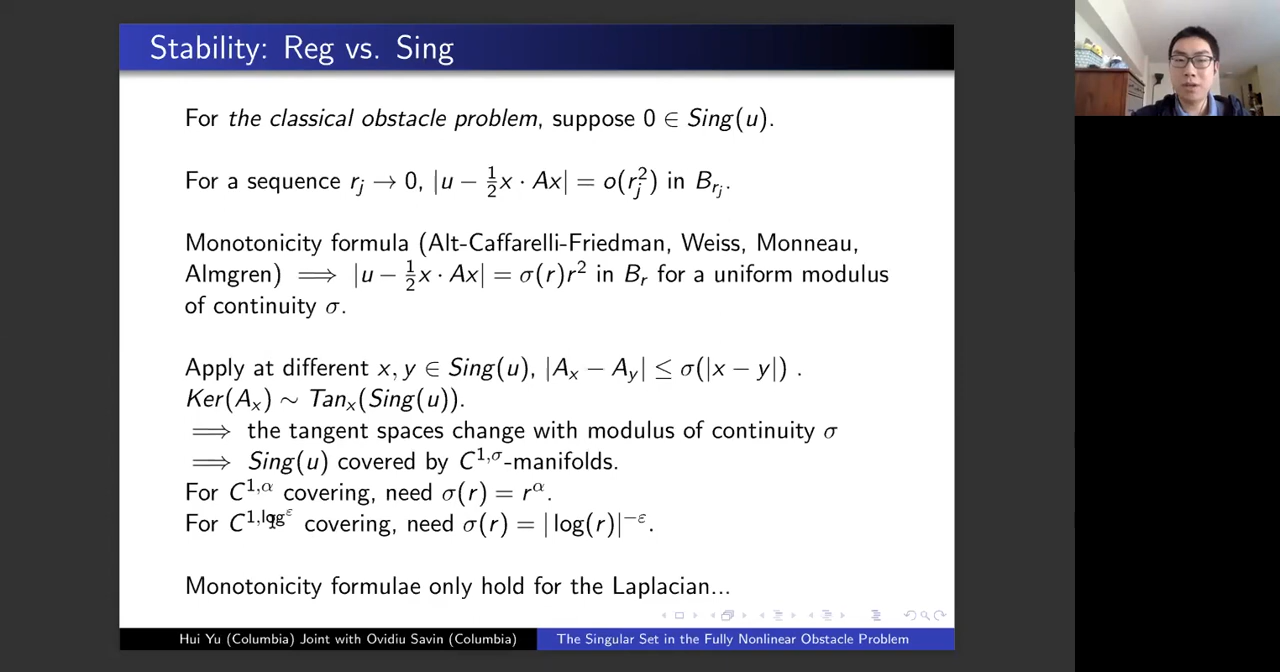 Stability: Reg vs. Sing
For the classical obstacle problem, suppose 0 ∈ Sing(u).
For a sequence r_j → 0, |u − ½x · Ax| = o(r_j²) in B_{r_j}.
Monotonicity formula (Alt-Caffarelli-Friedman, Weiss, Monneau,
Almgren) ⟹ |u − ½x · Ax| = σ(r)r² in B_r for a uniform modulus
of continuity σ.
Apply at different x, y ∈ Sing(u), |A_x − A_y| ≤ σ(|x − y|) .
Ker(A_x) ∼ Tan_x(Sing(u)).
⟹ the tangent spaces change with modulus of continuity σ
⟹ Sing(u) covered by C^{1,σ}-manifolds.
For C^{1,α} covering, need σ(r) = r^α.
For C^{1,log^ε} covering, need σ(r) = | log(r)|^{−ε}.
Monotonicity formulae only hold for the Laplacian...
Hui Yu (Columbia) Joint with Ovidiu Savin (Columbia)
The Singular Set in the Fully Nonlinear Obstacle Problem